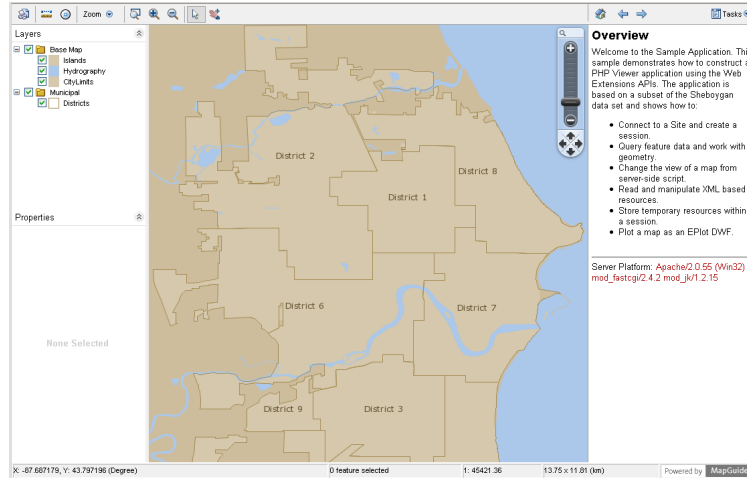 Zoom
Tasks
Layers
Base Map
Islands
Hydrography
CityLimits
Municipal
Districts
Properties
None Selected
District 2
District 8
District 1
District 6
District 7
District 9
District 3
Overview
Welcome to the Sample Application. This
sample demonstrates how to construct a
PHP Viewer application using the Web
Extensions APIs. The application is
based on a subset of the Sheboygan
data set and shows how to:
Connect to a Site and create a
session.
Query feature data and work with
geometry.
Change the view of a map from
server-side script.
Read and manipulate XML based
resources.
Store temporary resources within
a session.
Plot a map as an EPlot DWF.
Server Platform: Apache/2.0.55 (Win32)
mod_fastcgi/2.4.2 mod_jk/1.2.15
X: -87.687179, Y: 43.797196 (Degree)
0 feature selected
1: 45421.36
13.75 x 11.81 (km)
Powered by MapGuide